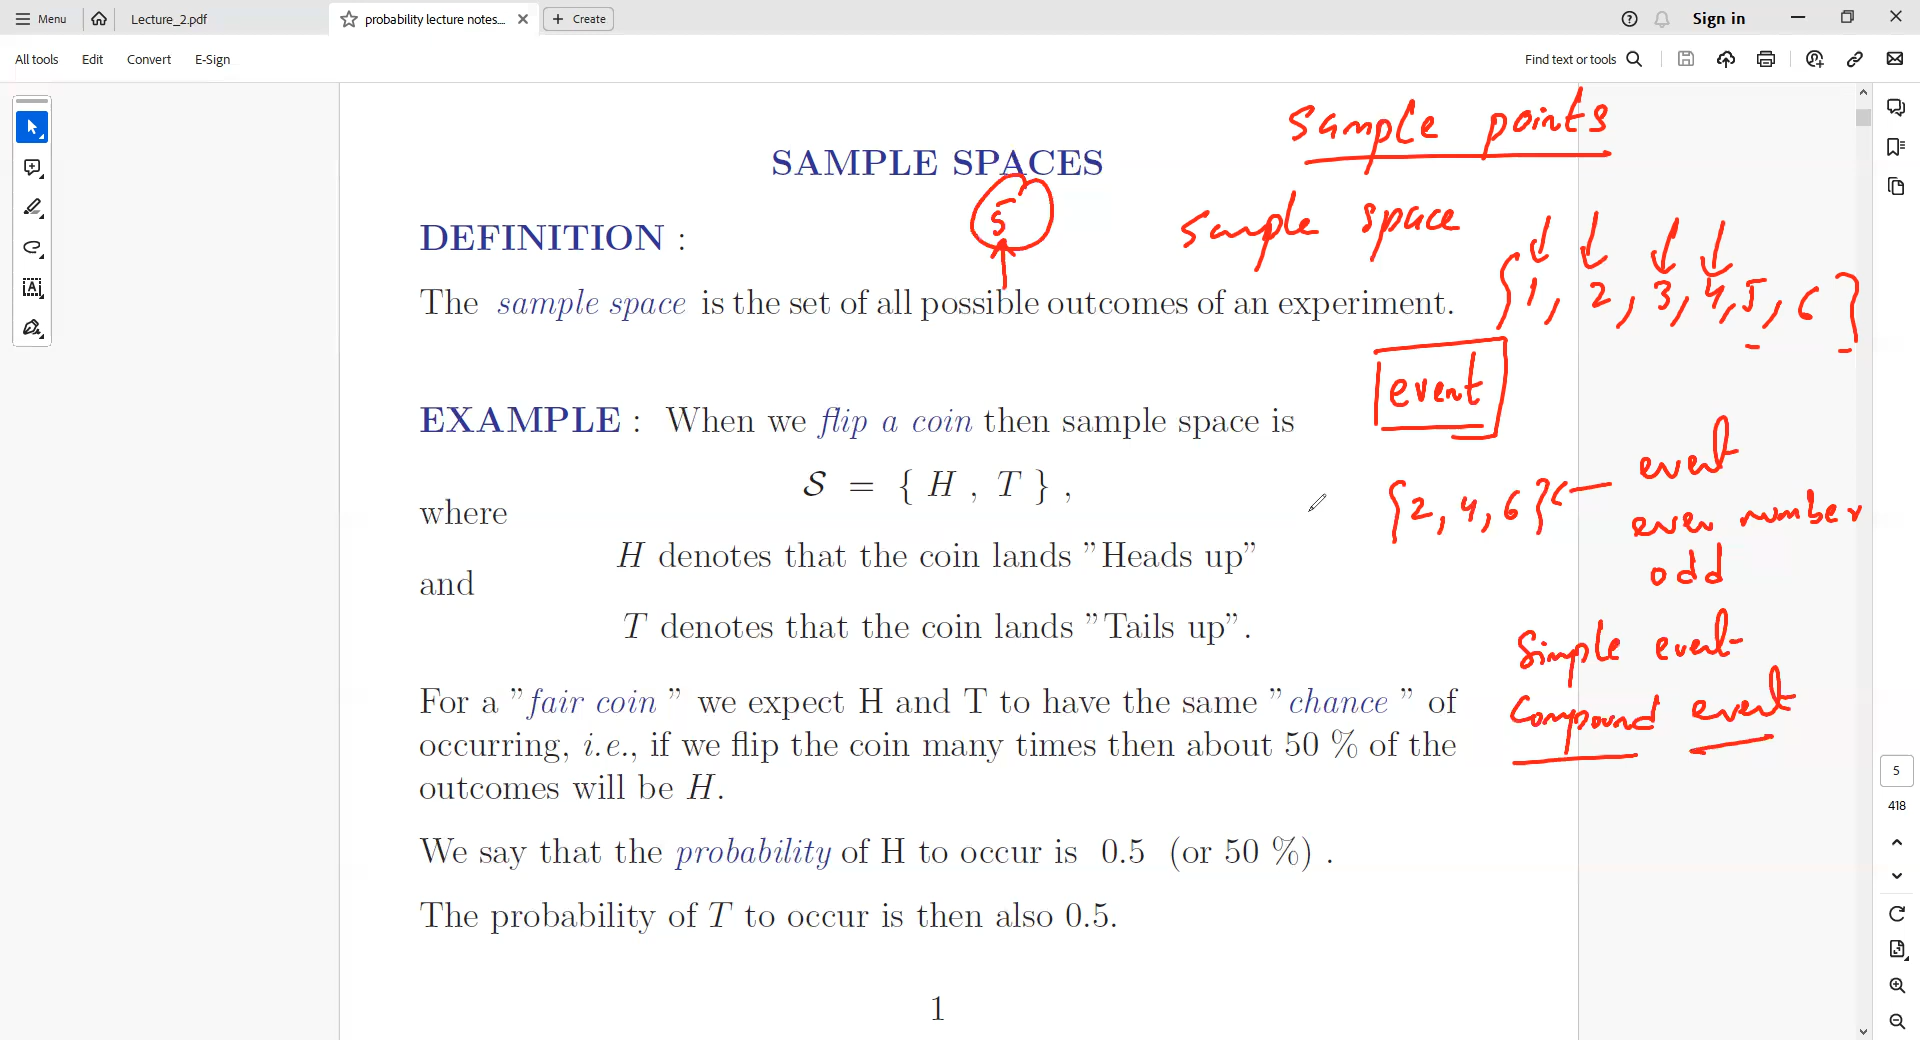 Menu
Lecture_2.pdf
probability lecture notes...
Create
Sign in
All tools
Edit
Convert
E-Sign
Find text or tools
sample points
SAMPLE SPACES
5
sample space
DEFINITION :
The sample space is the set of all possible outcomes of an experiment.
{1, 2, 3, 4, 5, 6}
event
EXAMPLE : When we flip a coin then sample space is
event
S = { H , T } ,
{2, 4, 6}
where
even number
H denotes that the coin lands ”Heads up”
odd
and
T denotes that the coin lands ”Tails up”.
Simple event
For a ”fair coin ” we expect H and T to have the same ”chance ” of
Compound event
occurring, i.e., if we flip the coin many times then about 50 % of the
outcomes will be H.
We say that the probability of H to occur is 0.5 (or 50 %) .
The probability of T to occur is then also 0.5.
1
5
418